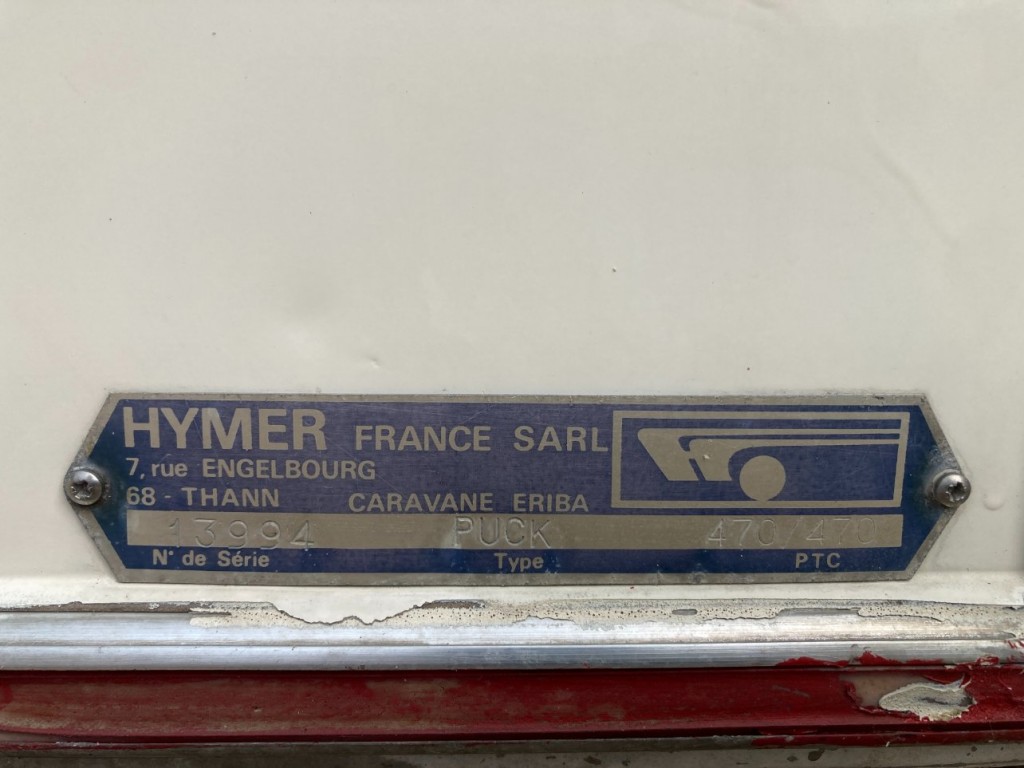 HYMER FRANCE SARL
7, rue ENGELBOURG
68 - THANN CARAVANE ERIBA
13994 PUCK 470/470
N° de Série Type PTC